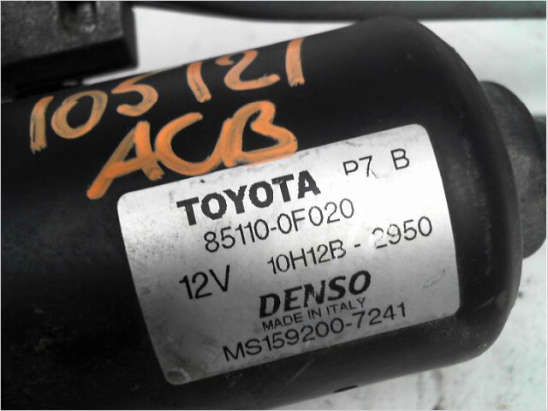 105121
ACB
TOYOTA P7 B
85110-0F020
12V 10H12B - 2950
DENSO
MADE IN ITALY
MS159200-7241